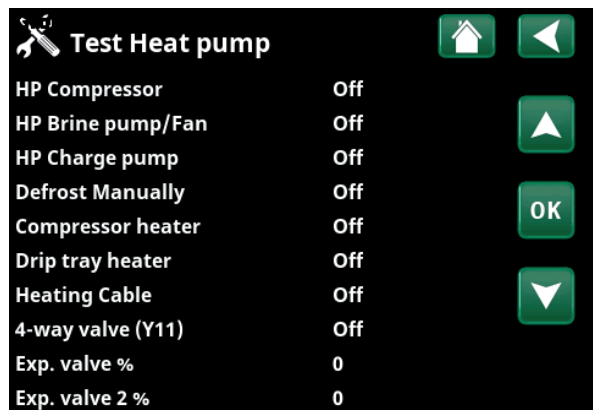 Test Heat pump
HP Compressor Off
HP Brine pump/Fan Off
HP Charge pump Off
Defrost Manually Off
OK
Compressor heater Off
Drip tray heater Off
Heating Cable Off
4-way valve (Y11) Off
Exp. valve % 0
Exp. valve 2 % 0